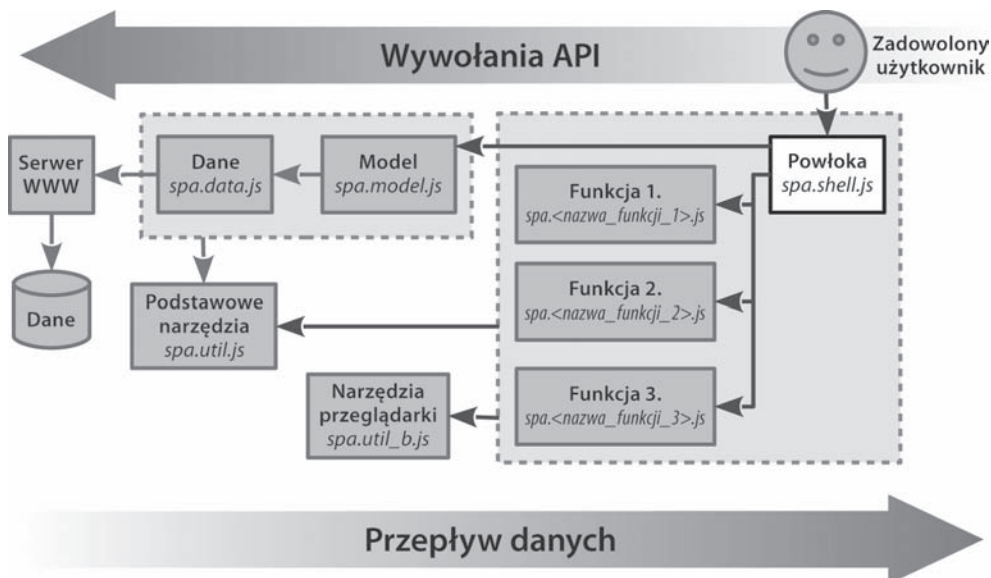 Wywołania API
Zadowolony
użytkownik
Serwer
WWW
Dane
spa.data.js
Model
spa.model.js
Powłoka
spa.shell.js
Funkcja 1.
spa.<nazwa_funkcji_1>.js
Funkcja 2.
spa.<nazwa_funkcji_2>.js
Dane
Podstawowe
narzędzia
spa.util.js
Funkcja 3.
spa.<nazwa_funkcji_3>.js
Narzędzia
przeglądarki
spa.util_b.js
Przepływ danych